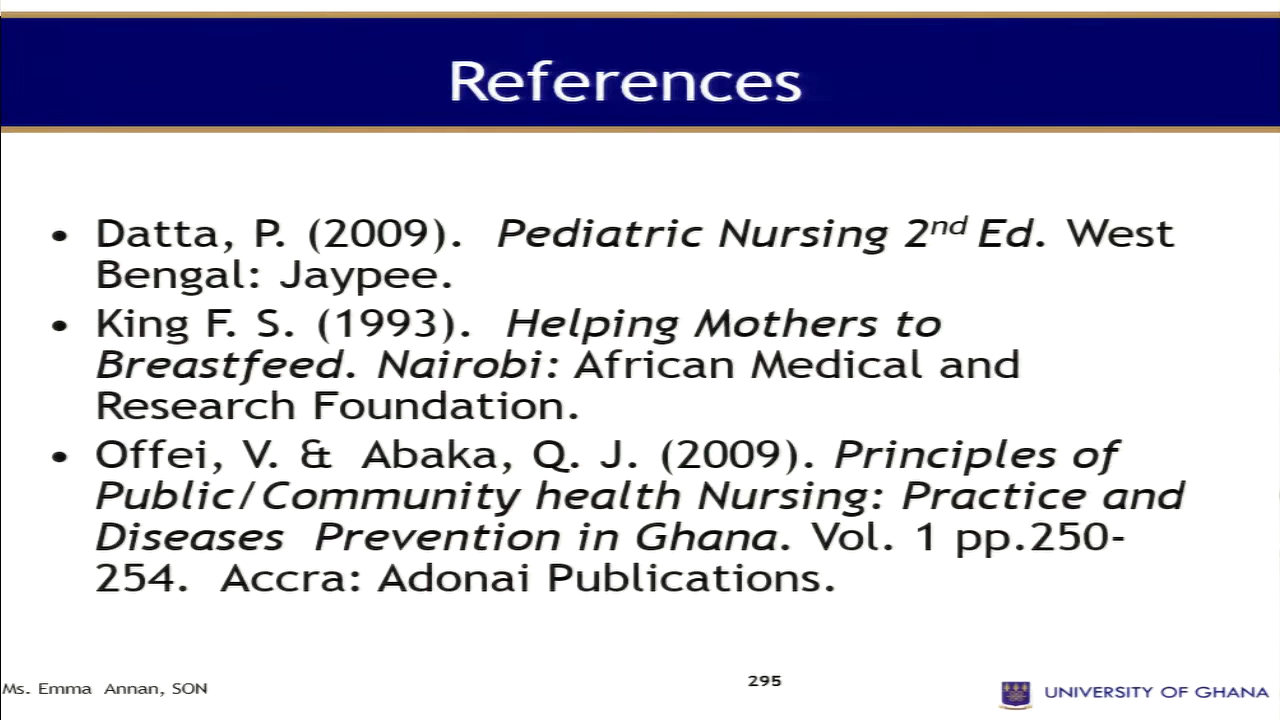 References
• Datta, P. (2009). Pediatric Nursing 2nd Ed. West
Bengal: Jaypee.
• King F. S. (1993). Helping Mothers to
Breastfeed. Nairobi: African Medical and
Research Foundation.
• Offei, V. & Abaka, Q. J. (2009). Principles of
Public/Community health Nursing: Practice and
Diseases Prevention in Ghana. Vol. 1 pp.250-
254. Accra: Adonai Publications.
Ms. Emma Annan, SON
295
UNIVERSITY OF GHANA